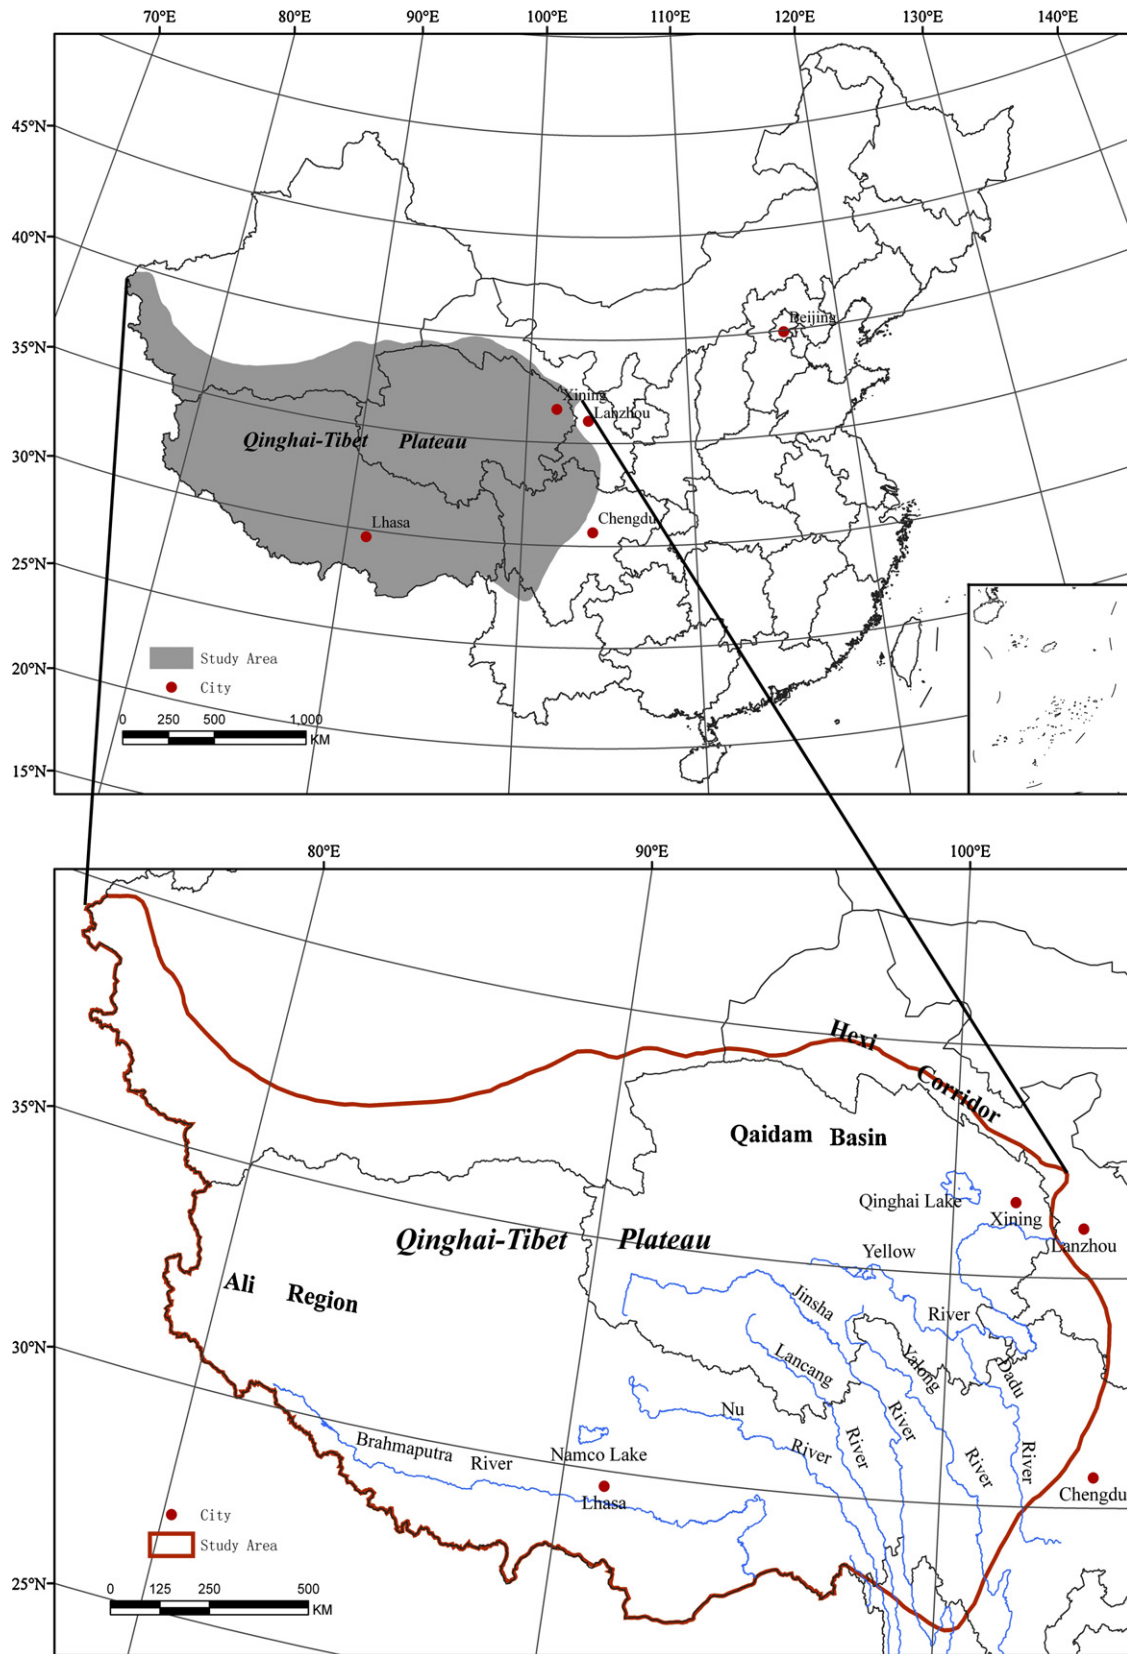 70°E 80°E 90°E 100°E 110°E 120°E 130°E 140°E
45°N
40°N
35°N
30°N
25°N
20°N
15°N
Beijing
Xining
Lanzhou
Qinghai-Tibet Plateau
Lhasa
Chengdu
Study Area
City
0 250 500 1,000
KM
80°E 90°E 100°E
35°N
30°N
25°N
Hexi
Corridor
Qaidam Basin
Qinghai Lake
Xining
Lanzhou
Qinghai-Tibet Plateau
Yellow
River
Ali Region
Jinsha
River
Lancang
River
Yalong
River
Dadu
River
Nu
River
Brahmaputra River
Namco Lake
Lhasa
Chengdu
City
Study Area
0 125 250 500
KM